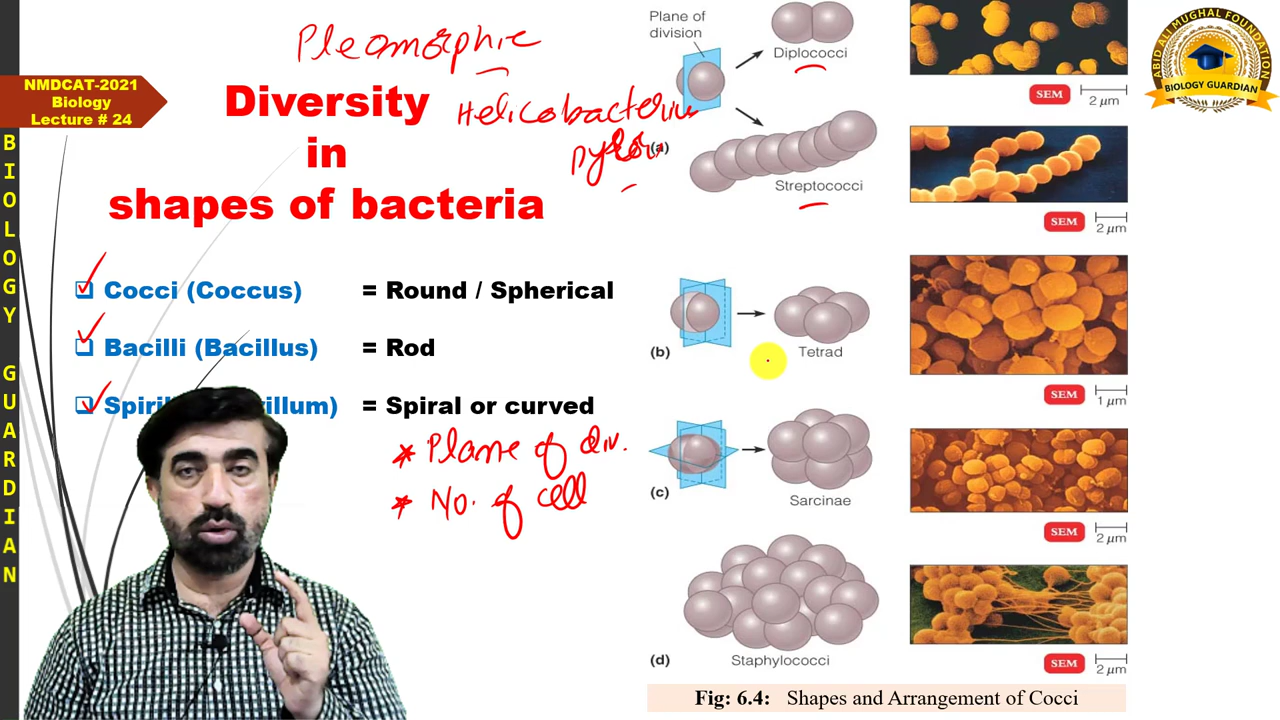 NMDCAT-2021
Biology
Lecture # 24
BIOLOGY GUARDIAN
Pleomorphic
Diversity
in
shapes of bacteria
Helicobacterium
pylori
Cocci (Coccus) = Round / Spherical
Bacilli (Bacillus) = Rod
= Spiral or curved
* Plane of div.
* No. of cell
Plane of
division
Diplococci
(a)
Streptococci
SEM 2 μm
SEM 2 μm
(b)
Tetrad
SEM 1 μm
(c)
Sarcinae
SEM 2 μm
(d)
Staphylococci
SEM 2 μm
Fig: 6.4: Shapes and Arrangement of Cocci
ABID ALI MUGHAL FOUNDATION
BIOLOGY GUARDIAN